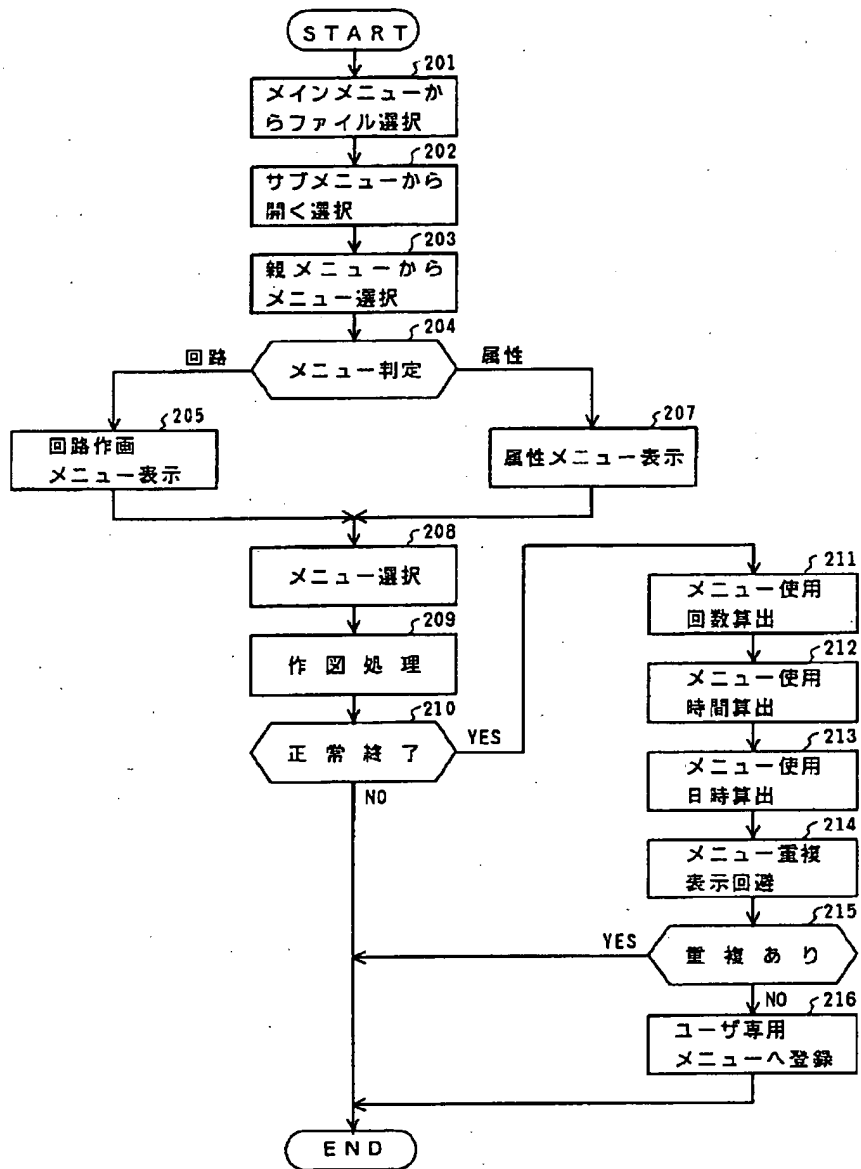 START
201
メインメニューか
らファイル選択
202
サブメニューから
開く選択
203
親メニューから
メニュー選択
204
回路
メニュー判定
属性
205
回路作画
メニュー表示
207
属性メニュー表示
208
メニュー選択
209
作図処理
210
正常終了
YES
NO
211
メニュー使用
回数算出
212
メニュー使用
時間算出
213
メニュー使用
日時算出
214
メニュー重複
表示回避
215
YES
重複あり
NO
216
ユーザ専用
メニューへ登録
END